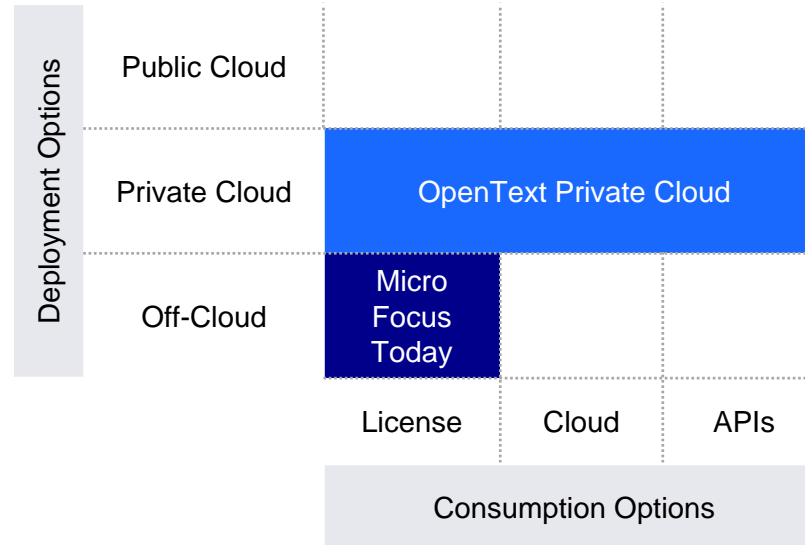 Deployment Options
Public Cloud
Private Cloud
OpenText Private Cloud
Off-Cloud
Micro
Focus
Today
License
Cloud
APIs
Consumption Options